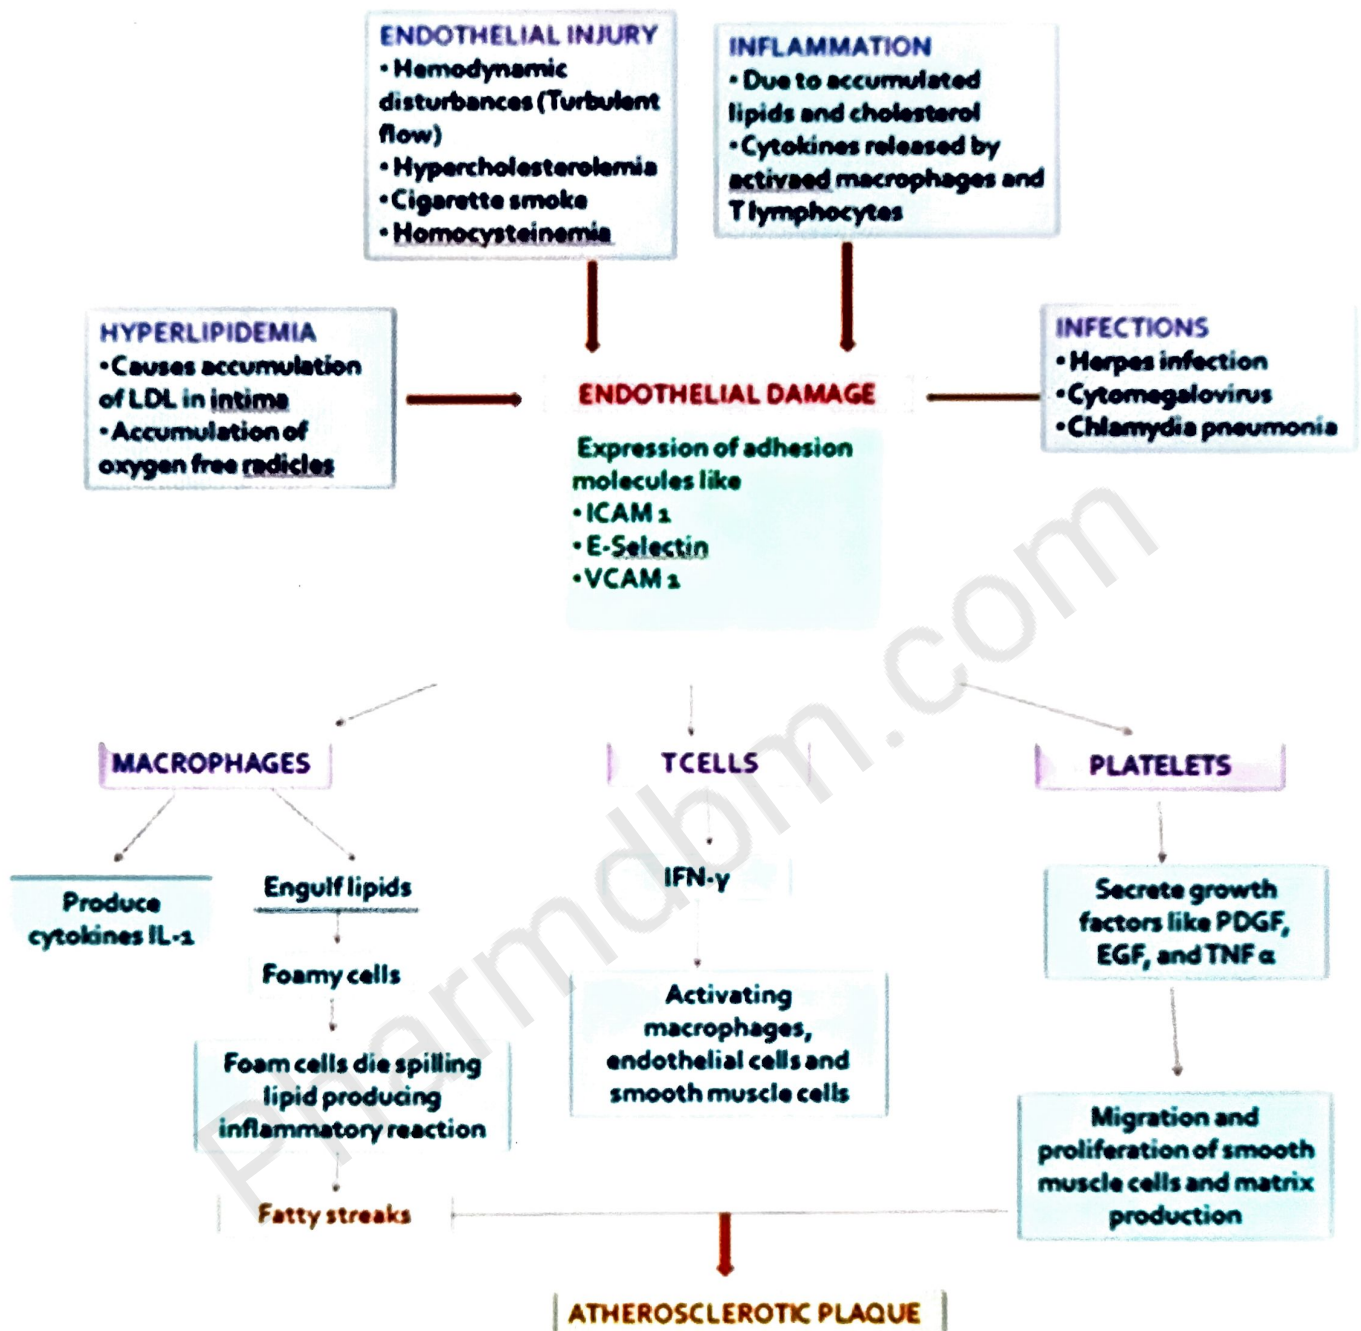 ENDOTHELIAL INJURY
• Hemodynamic
disturbances (Turbulent
flow)
• Hypercholesterolemia
• Cigarette smoke
• Homocysteinemia
INFLAMMATION
• Due to accumulated
lipids and cholesterol
• Cytokines released by
activaed macrophages and
T lymphocytes
HYPERLIPIDEMIA
• Causes accumulation
of LDL in intima
• Accumulation of
oxygen free radicles
ENDOTHELIAL DAMAGE
Expression of adhesion
molecules like
• ICAM 1
• E-Selectin
• VCAM 1
INFECTIONS
• Herpes infection
• Cytomegalovirus
• Chlamydia pneumonia
MACROPHAGES
TCELLS
PLATELETS
Produce
cytokines IL-1
Engulf lipids
Foamy cells
Foam cells die spilling
lipid producing
inflammatory reaction
Fatty streaks
IFN-γ
Activating
macrophages,
endothelial cells and
smooth muscle cells
Secrete growth
factors like PDGF,
EGF, and TNF α
Migration and
proliferation of smooth
muscle cells and matrix
production
ATHEROSCLEROTIC PLAQUE
Pharmdbm.com